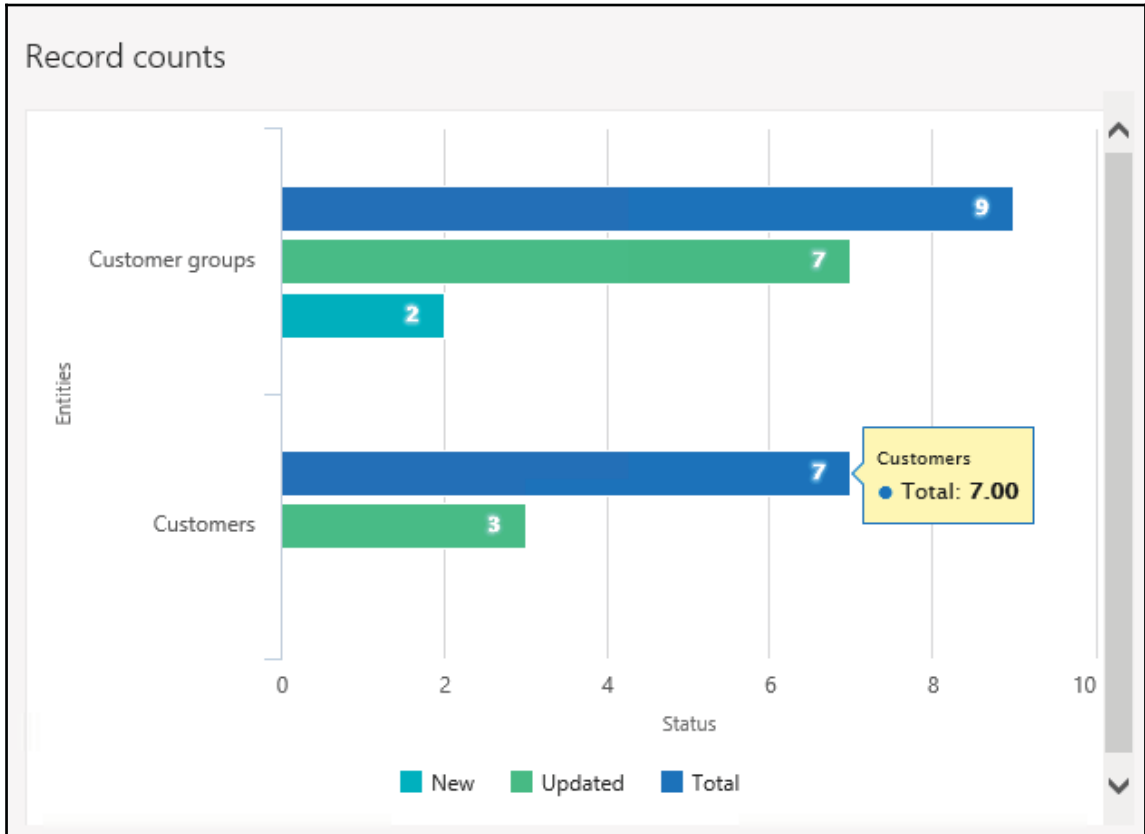 Record counts
9
Customer groups
7
2
Entities
7
Customers
Total: 7.00
Customers
3
0 2 4 6 8 10
Status
New Updated Total